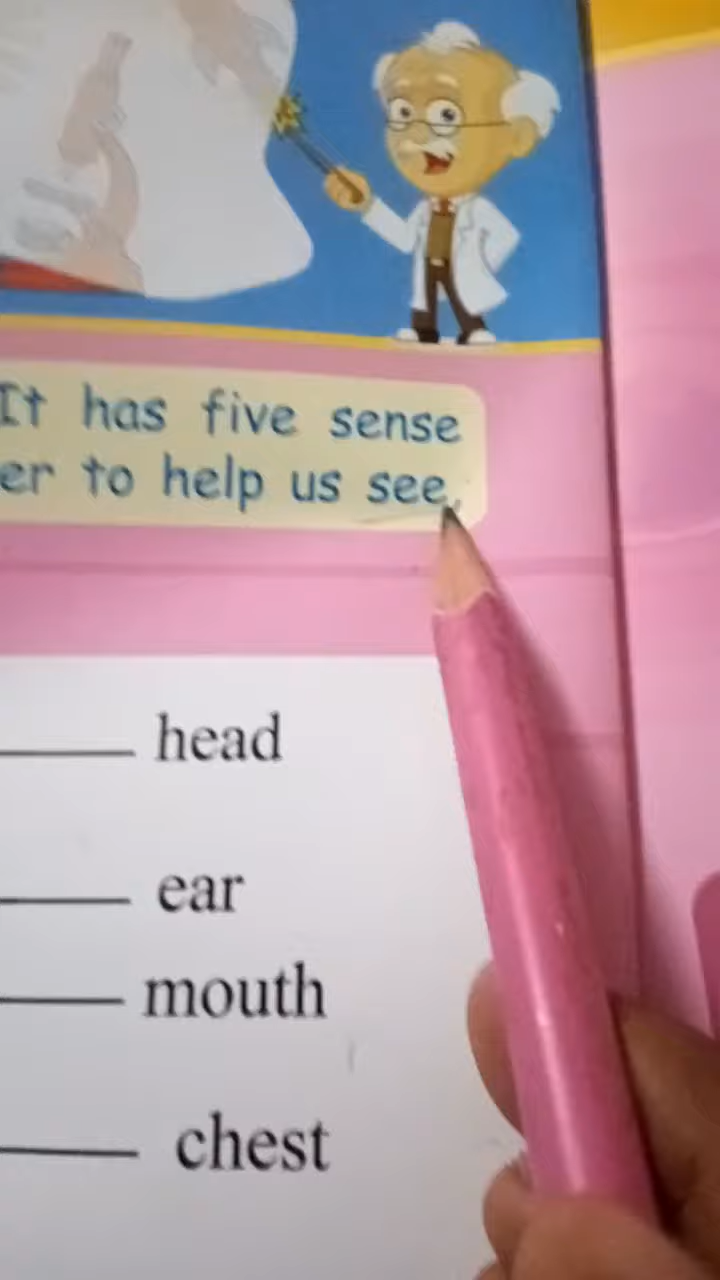 It has five sense
er to help us see,
head
ear
mouth
chest